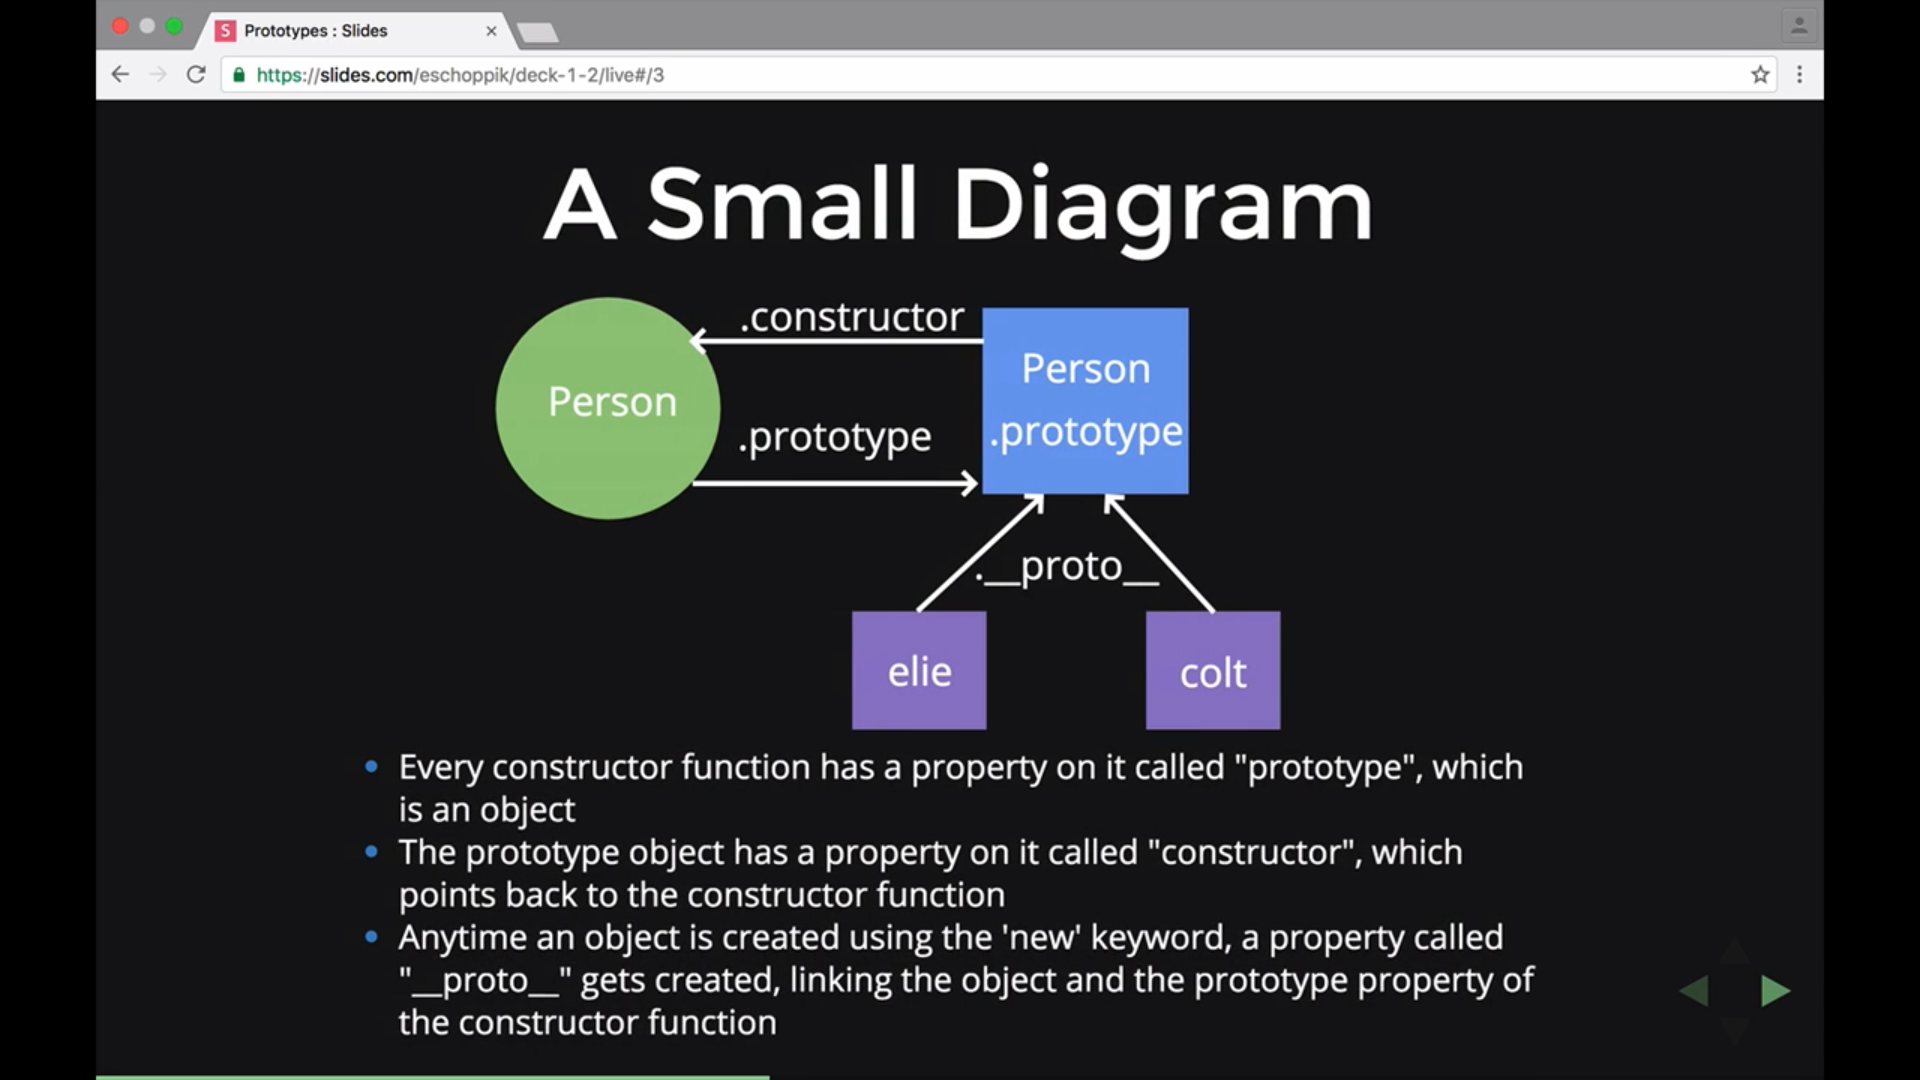 S Prototypes : Slides
https://slides.com/eschoppik/deck-1-2/live#/3
A Small Diagram
.constructor
Person
Person
.prototype
.prototype
.__proto__
elie
colt
Every constructor function has a property on it called "prototype", which
is an object
The prototype object has a property on it called "constructor", which
points back to the constructor function
Anytime an object is created using the 'new' keyword, a property called
"__proto__" gets created, linking the object and the prototype property of
the constructor function